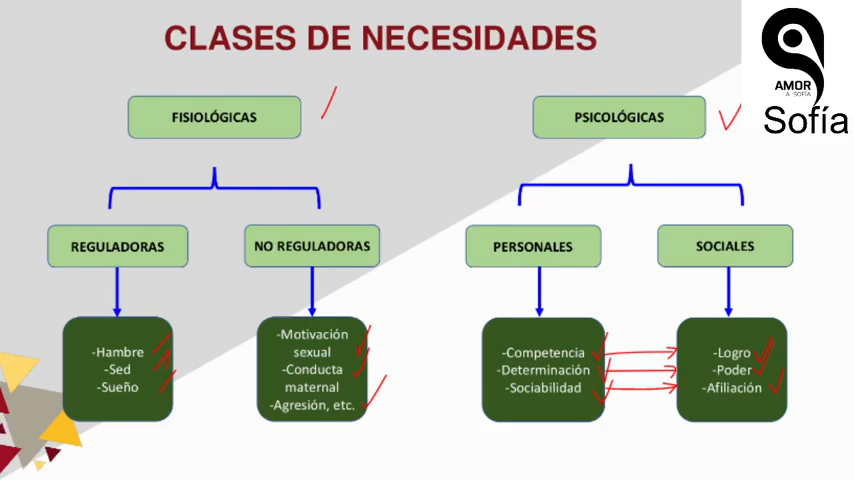 CLASES DE NECESIDADES
AMOR
A SOFÍA
Sofía
FISIOLÓGICAS
PSICOLÓGICAS
REGULADORAS
NO REGULADORAS
PERSONALES
SOCIALES
-Hambre
-Sed
-Sueño
-Motivación
sexual
-Conducta
maternal
-Agresión, etc.
-Competencia
-Determinación
-Sociabilidad
-Logro
-Poder
-Afiliación